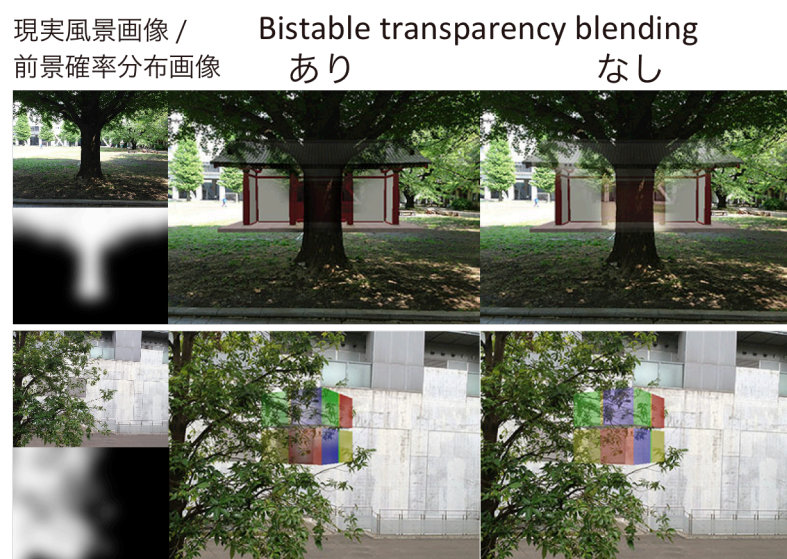 現実風景画像 /
前景確率分布画像
Bistable transparency blending
あり
なし